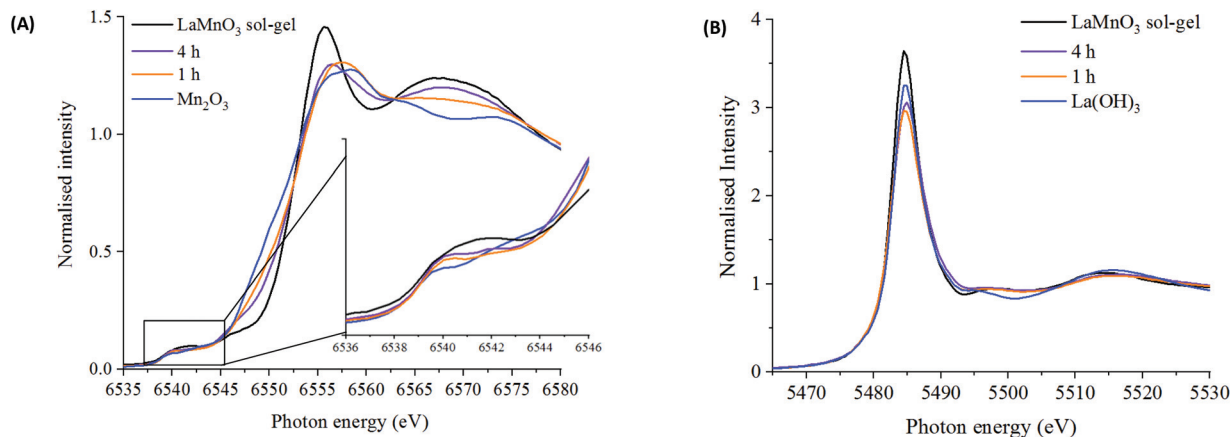 (A)
LaMnO₃ sol-gel
4 h
1 h
Mn₂O₃
Normalised intensity
1.5
1.0
0.5
0.0
6536 6538 6540 6542 6544 6546
6535 6540 6545 6550 6555 6560 6565 6570 6575 6580
Photon energy (eV)
(B)
LaMnO₃ sol-gel
4 h
1 h
La(OH)₃
Normalised Intensity
4
3
2
1
0
5470 5480 5490 5500 5510 5520 5530
Photon energy (eV)